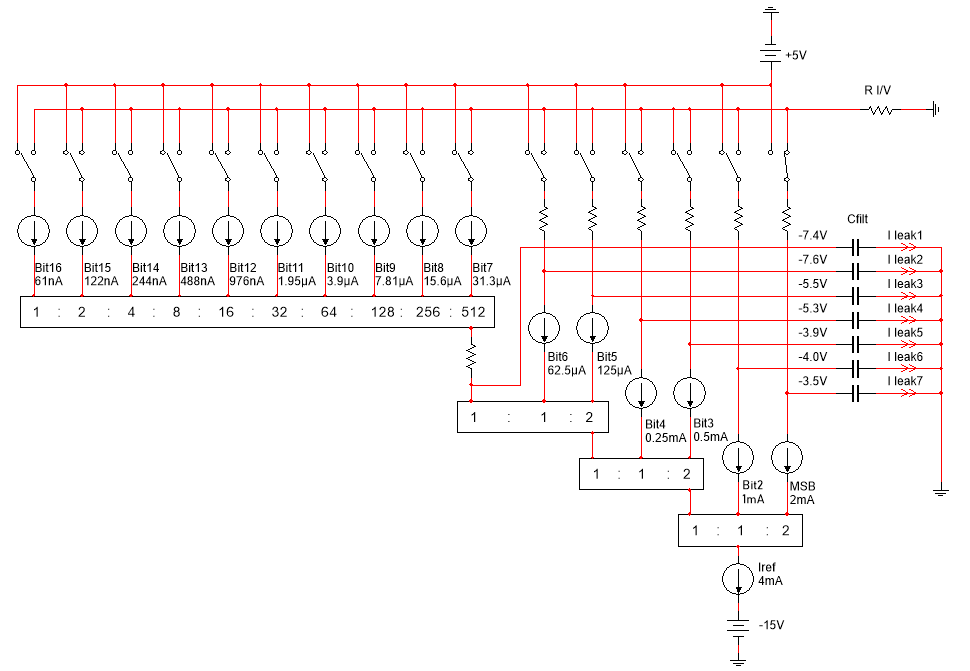 +5V
R I/V
Cfilt
-7.4V I leak1
-7.6V I leak2
-5.5V I leak3
-5.3V I leak4
-3.9V I leak5
-4.0V I leak6
-3.5V I leak7
Bit16
61nA
Bit15
122nA
Bit14
244nA
Bit13
488nA
Bit12
976nA
Bit11
1.95µA
Bit10
3.9µA
Bit9
7.81µA
Bit8
15.6µA
Bit7
31.3µA
1 : 2 : 4 : 8 : 16 : 32 : 64 : 128 : 256 : 512
Bit6
62.5µA
Bit5
125µA
1 : 1 : 2
Bit4
0.25mA
Bit3
0.5mA
1 : 1 : 2
Bit2
1mA
MSB
2mA
1 : 1 : 2
Iref
4mA
-15V